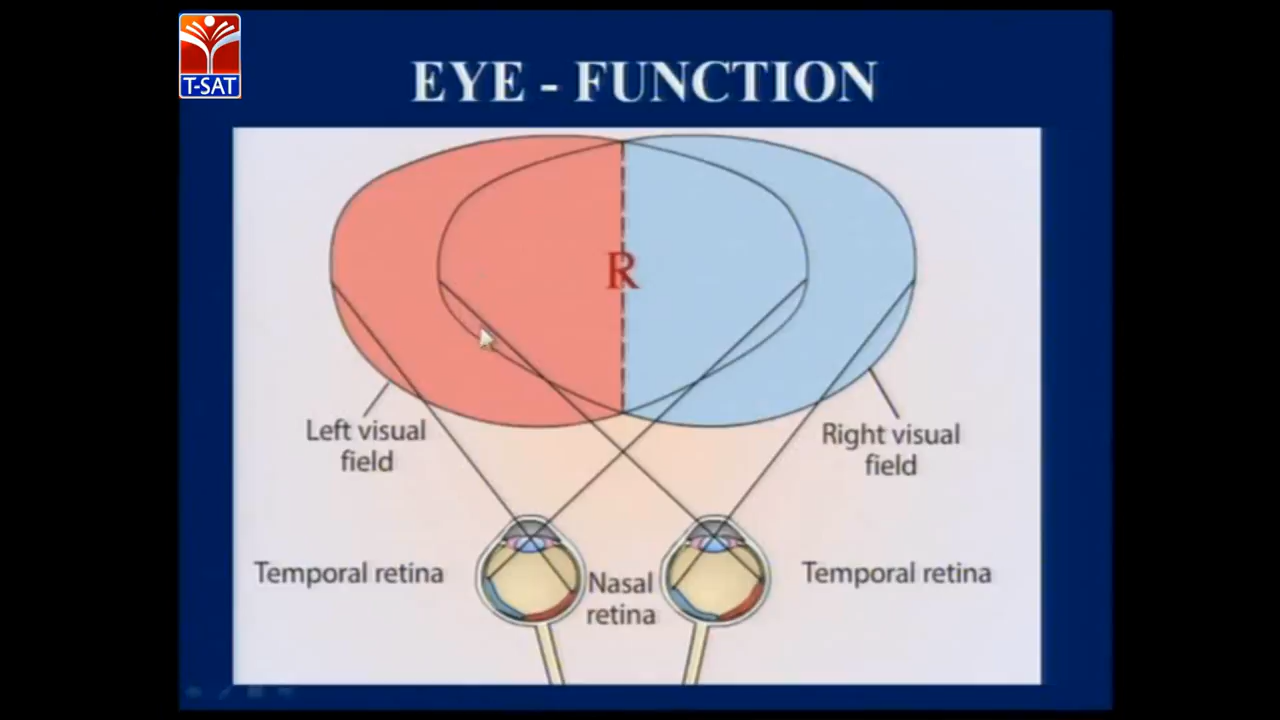 T-SAT
EYE - FUNCTION
R
Left visual
field
Right visual
field
Temporal retina
Nasal
retina
Temporal retina